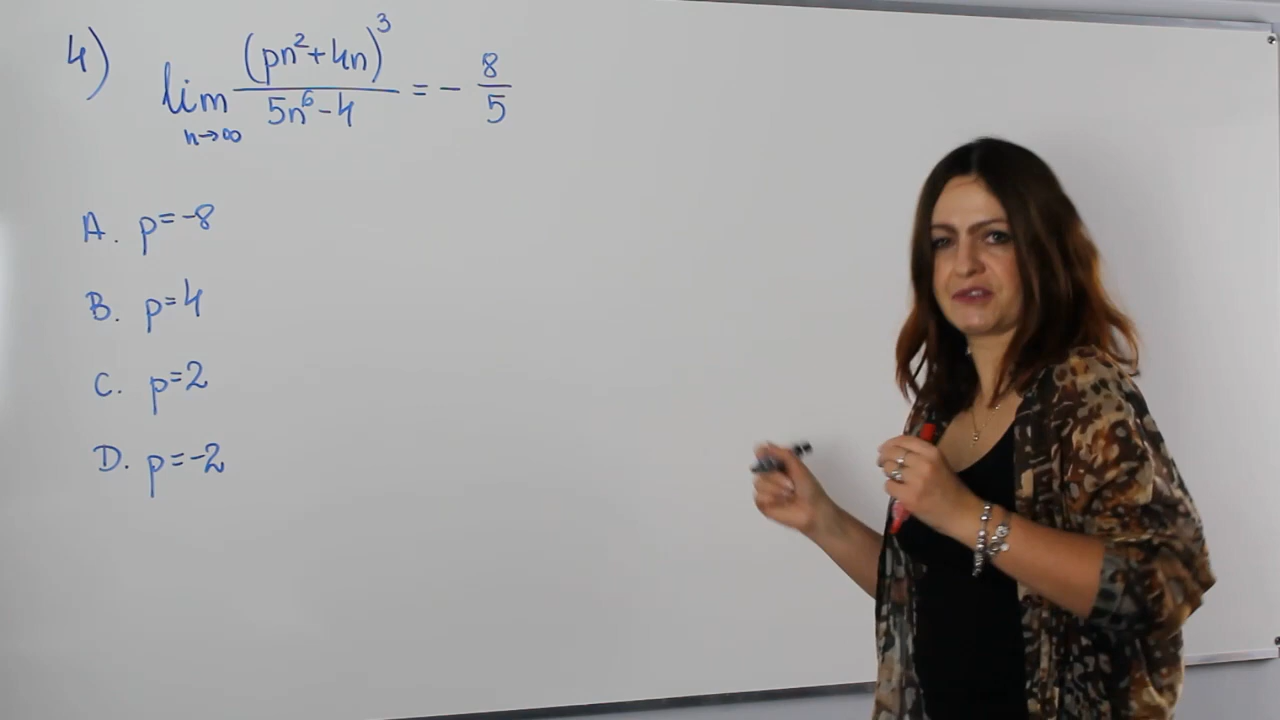 4) lim n→∞ (pn²+4n)³ / (5n⁶-4) = - 8/5
A. p=-8
B. p=4
C. p=2
D. p=-2